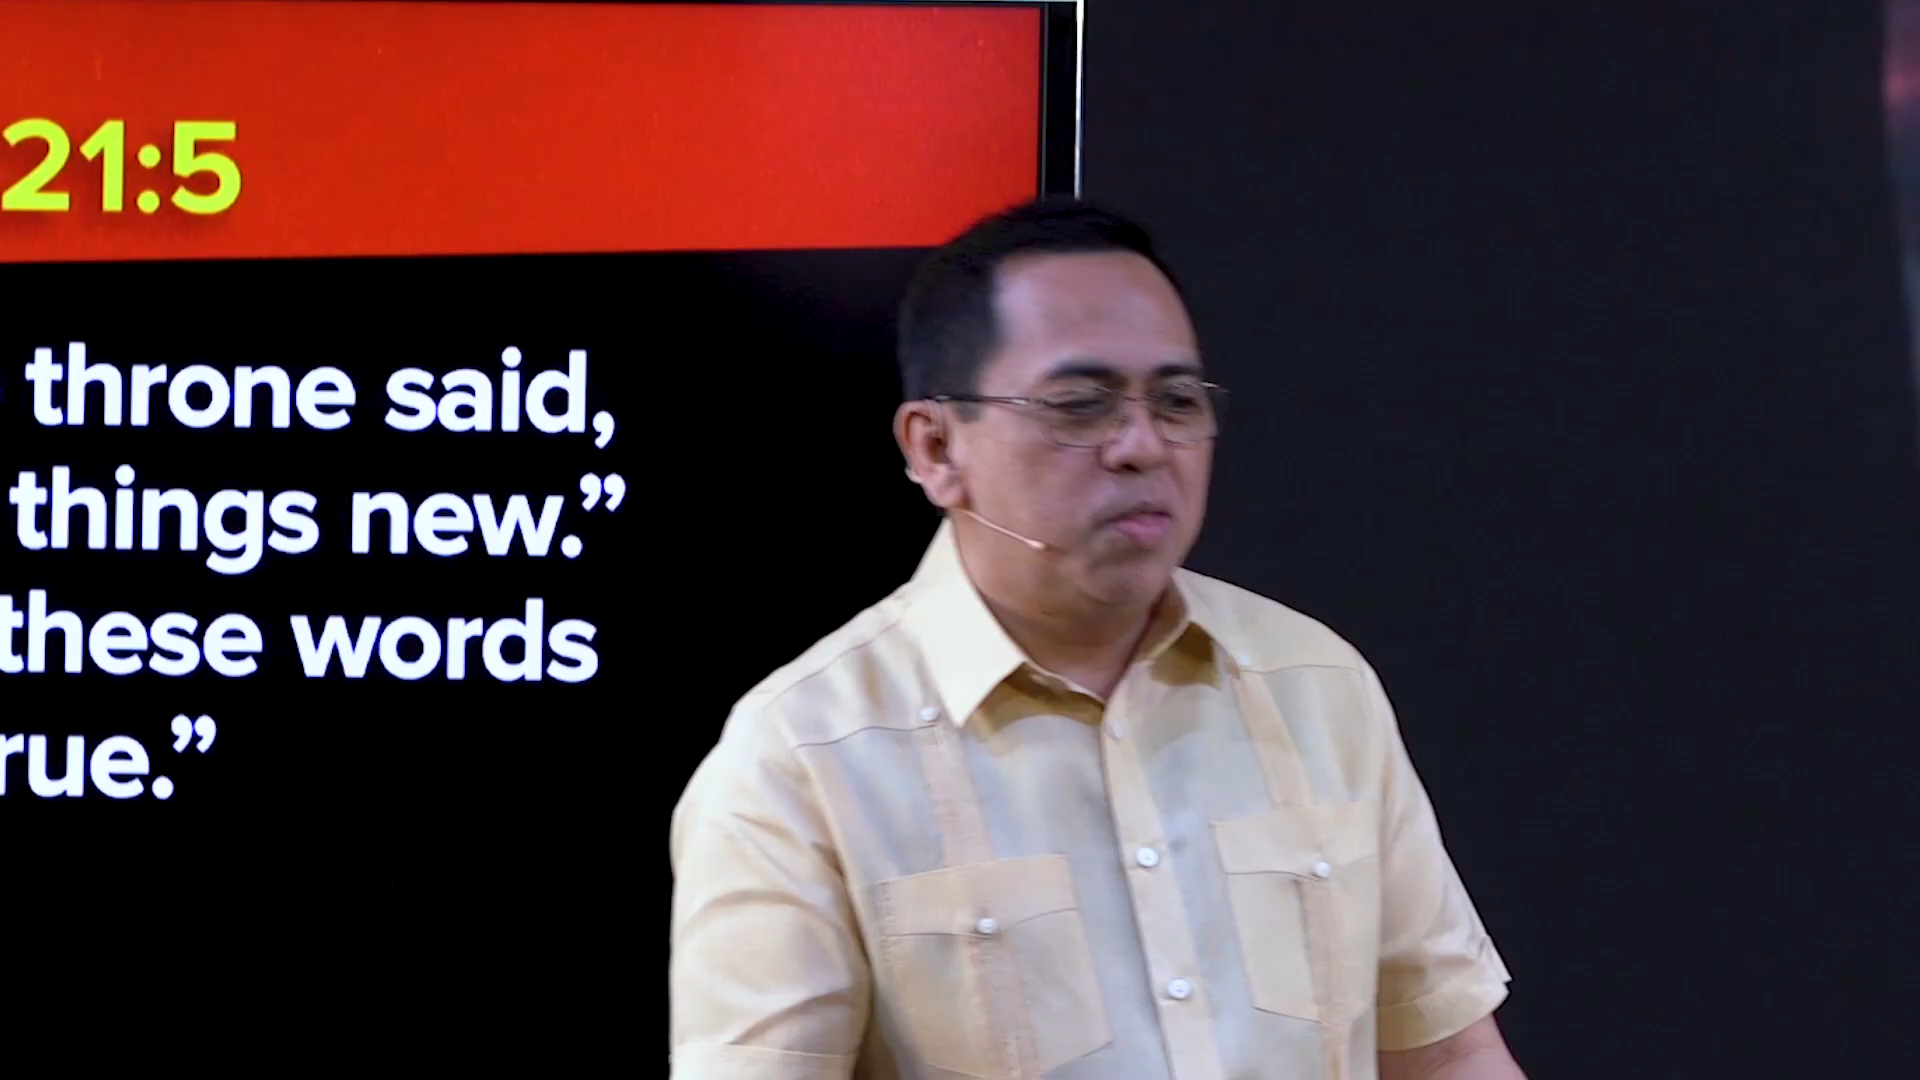 21:5
throne said,
things new.”
these words
rue.”